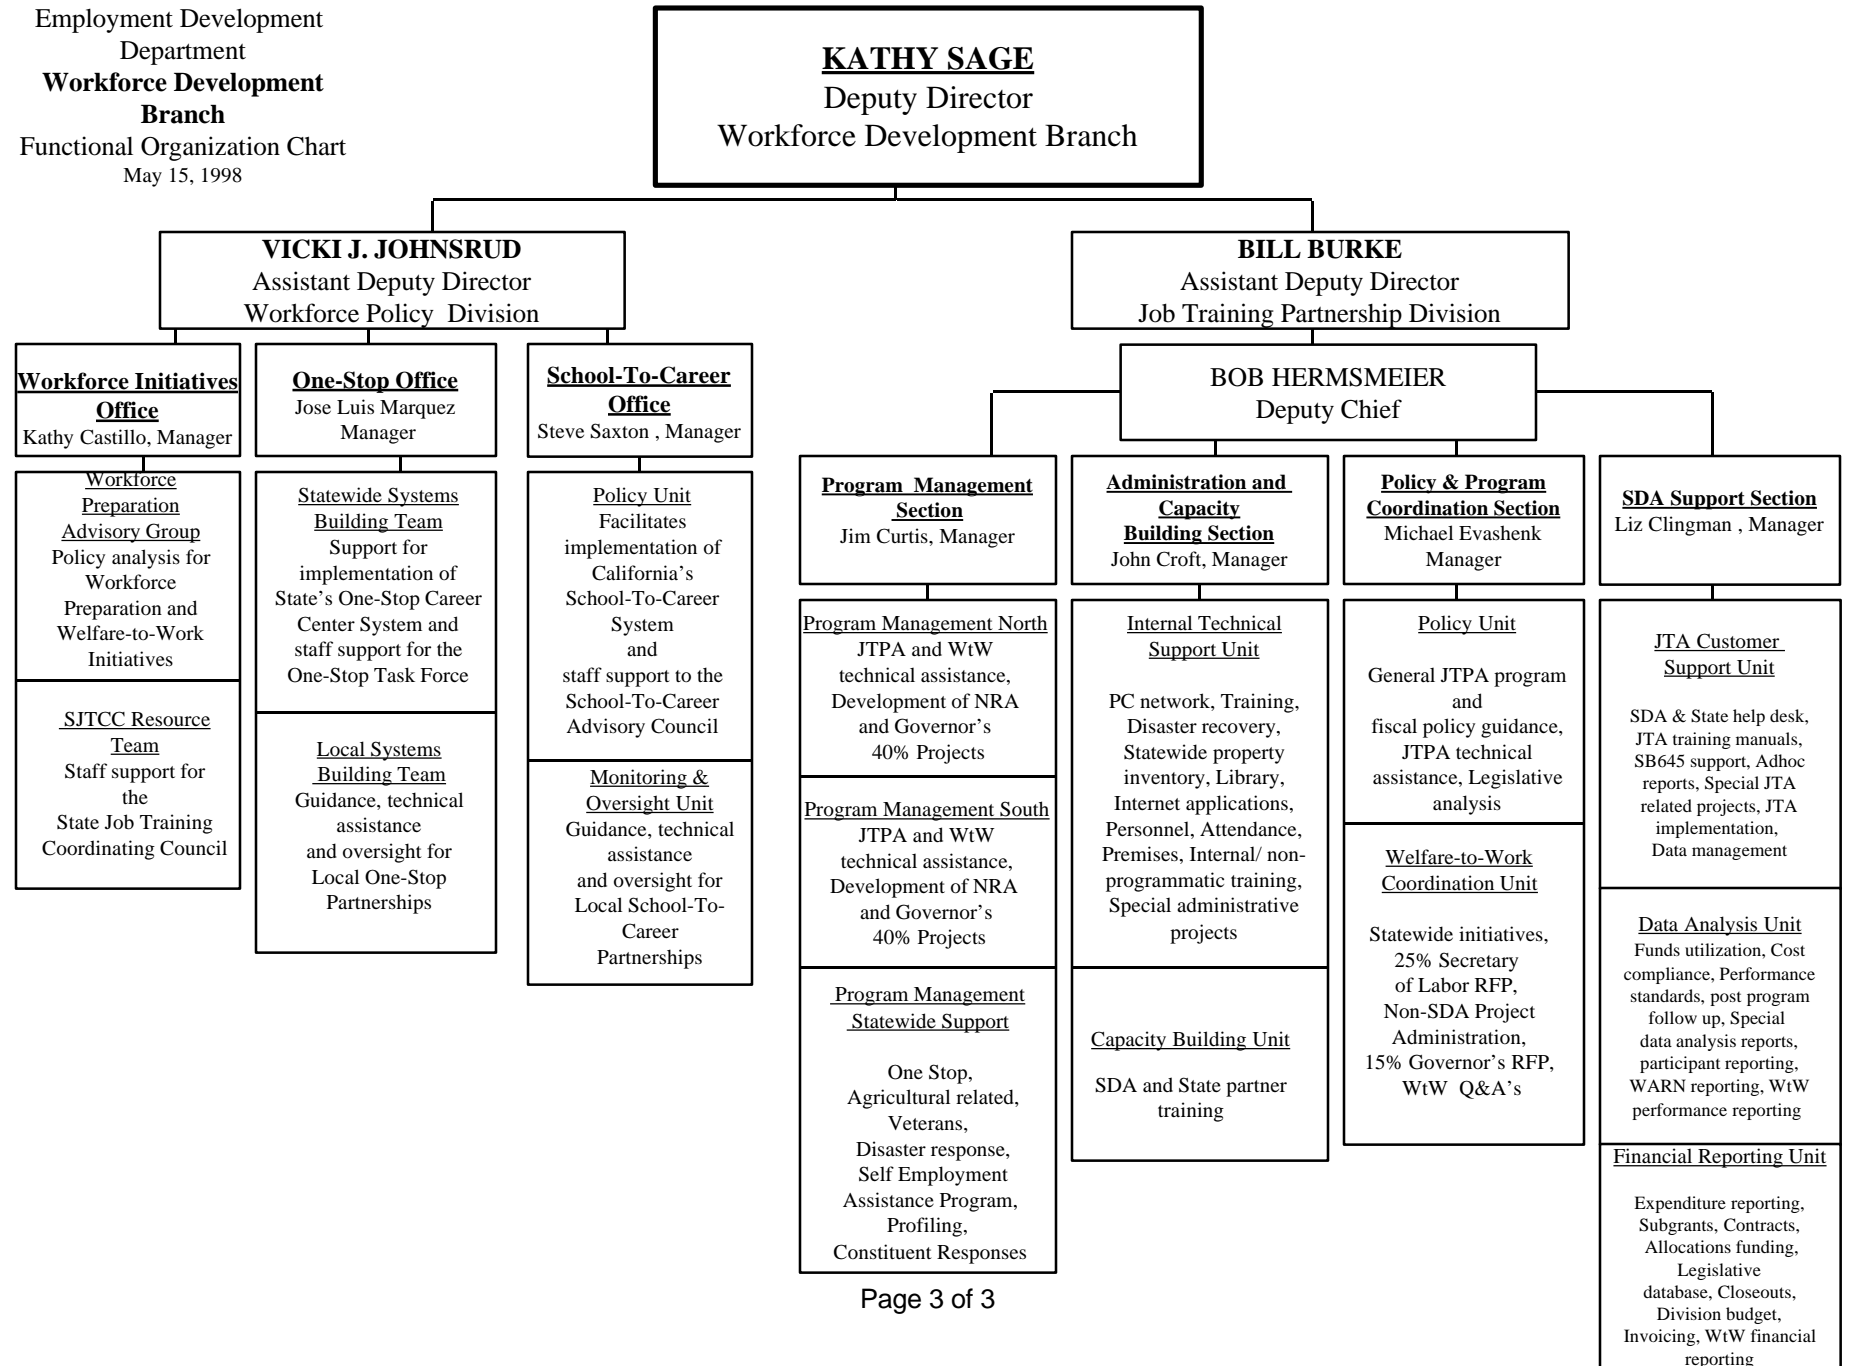 Employment Development
Department
Workforce Development
Branch
Functional Organization Chart
May 15, 1998
KATHY SAGE
Deputy Director
Workforce Development Branch
VICKI J. JOHNSRUD
Assistant Deputy Director
Workforce Policy Division
BILL BURKE
Assistant Deputy Director
Job Training Partnership Division
Workforce Initiatives
Office
Kathy Castillo, Manager
One-Stop Office
Jose Luis Marquez
Manager
School-To-Career
Office
Steve Saxton , Manager
BOB HERMSMEIER
Deputy Chief
Workforce
Preparation
Advisory Group
Policy analysis for
Workforce
Preparation and
Welfare-to-Work
Initiatives
SJTCC Resource
Team
Staff support for
the
State Job Training
Coordinating Council
Statewide Systems
Building Team
Support for
implementation of
State’s One-Stop Career
Center System and
staff support for the
One-Stop Task Force
Local Systems
Building Team
Guidance, technical
assistance
and oversight for
Local One-Stop
Partnerships
Policy Unit
Facilitates
implementation of
California’s
School-To-Career
System
and
staff support to the
School-To-Career
Advisory Council
Monitoring &
Oversight Unit
Guidance, technical
assistance
and oversight for
Local School-To-
Career
Partnerships
Program Management
Section
Jim Curtis, Manager
Program Management North
JTPA and WtW
technical assistance,
Development of NRA
and Governor’s
40% Projects
Program Management South
JTPA and WtW
technical assistance,
Development of NRA
and Governor’s
40% Projects
Program Management
Statewide Support
One Stop,
Agricultural related,
Veterans,
Disaster response,
Self Employment
Assistance Program,
Profiling,
Constituent Responses
Administration and
Capacity
Building Section
John Croft, Manager
Internal Technical
Support Unit
PC network, Training,
Disaster recovery,
Statewide property
inventory, Library,
Internet applications,
Personnel, Attendance,
Premises, Internal/ non-
programmatic training,
Special administrative
projects
Capacity Building Unit
SDA and State partner
training
Policy & Program
Coordination Section
Michael Evashenk
Manager
Policy Unit
General JTPA program
and
fiscal policy guidance,
JTPA technical
assistance, Legislative
analysis
Welfare-to-Work
Coordination Unit
Statewide initiatives,
25% Secretary
of Labor RFP,
Non-SDA Project
Administration,
15% Governor’s RFP,
WtW Q&A’s
SDA Support Section
Liz Clingman , Manager
JTA Customer
Support Unit
SDA & State help desk,
JTA training manuals,
SB645 support, Adhoc
reports, Special JTA
related projects, JTA
implementation,
Data management
Data Analysis Unit
Funds utilization, Cost
compliance, Performance
standards, post program
follow up, Special
data analysis reports,
participant reporting,
WARN reporting, WtW
performance reporting
Financial Reporting Unit
Expenditure reporting,
Subgrants, Contracts,
Allocations funding,
Legislative
database, Closeouts,
Division budget,
Invoicing, WtW financial
reporting
Page 3 of 3